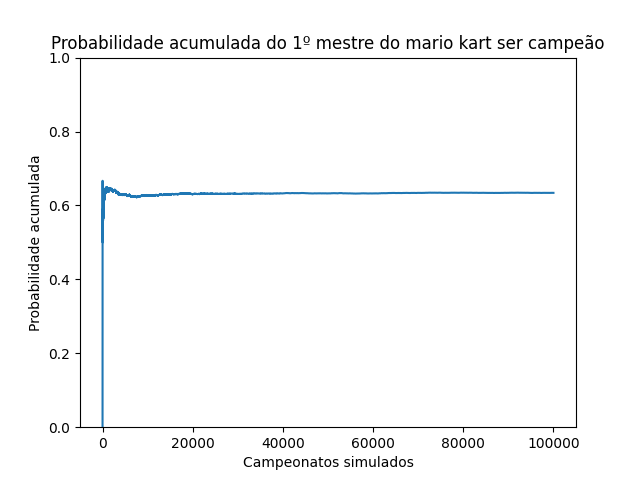 Probabilidade acumulada do 1º mestre do mario kart ser campeão
1.0
0.8
0.6
0.4
0.2
0.0
Probabilidade acumulada
0 20000 40000 60000 80000 100000
Campeonatos simulados